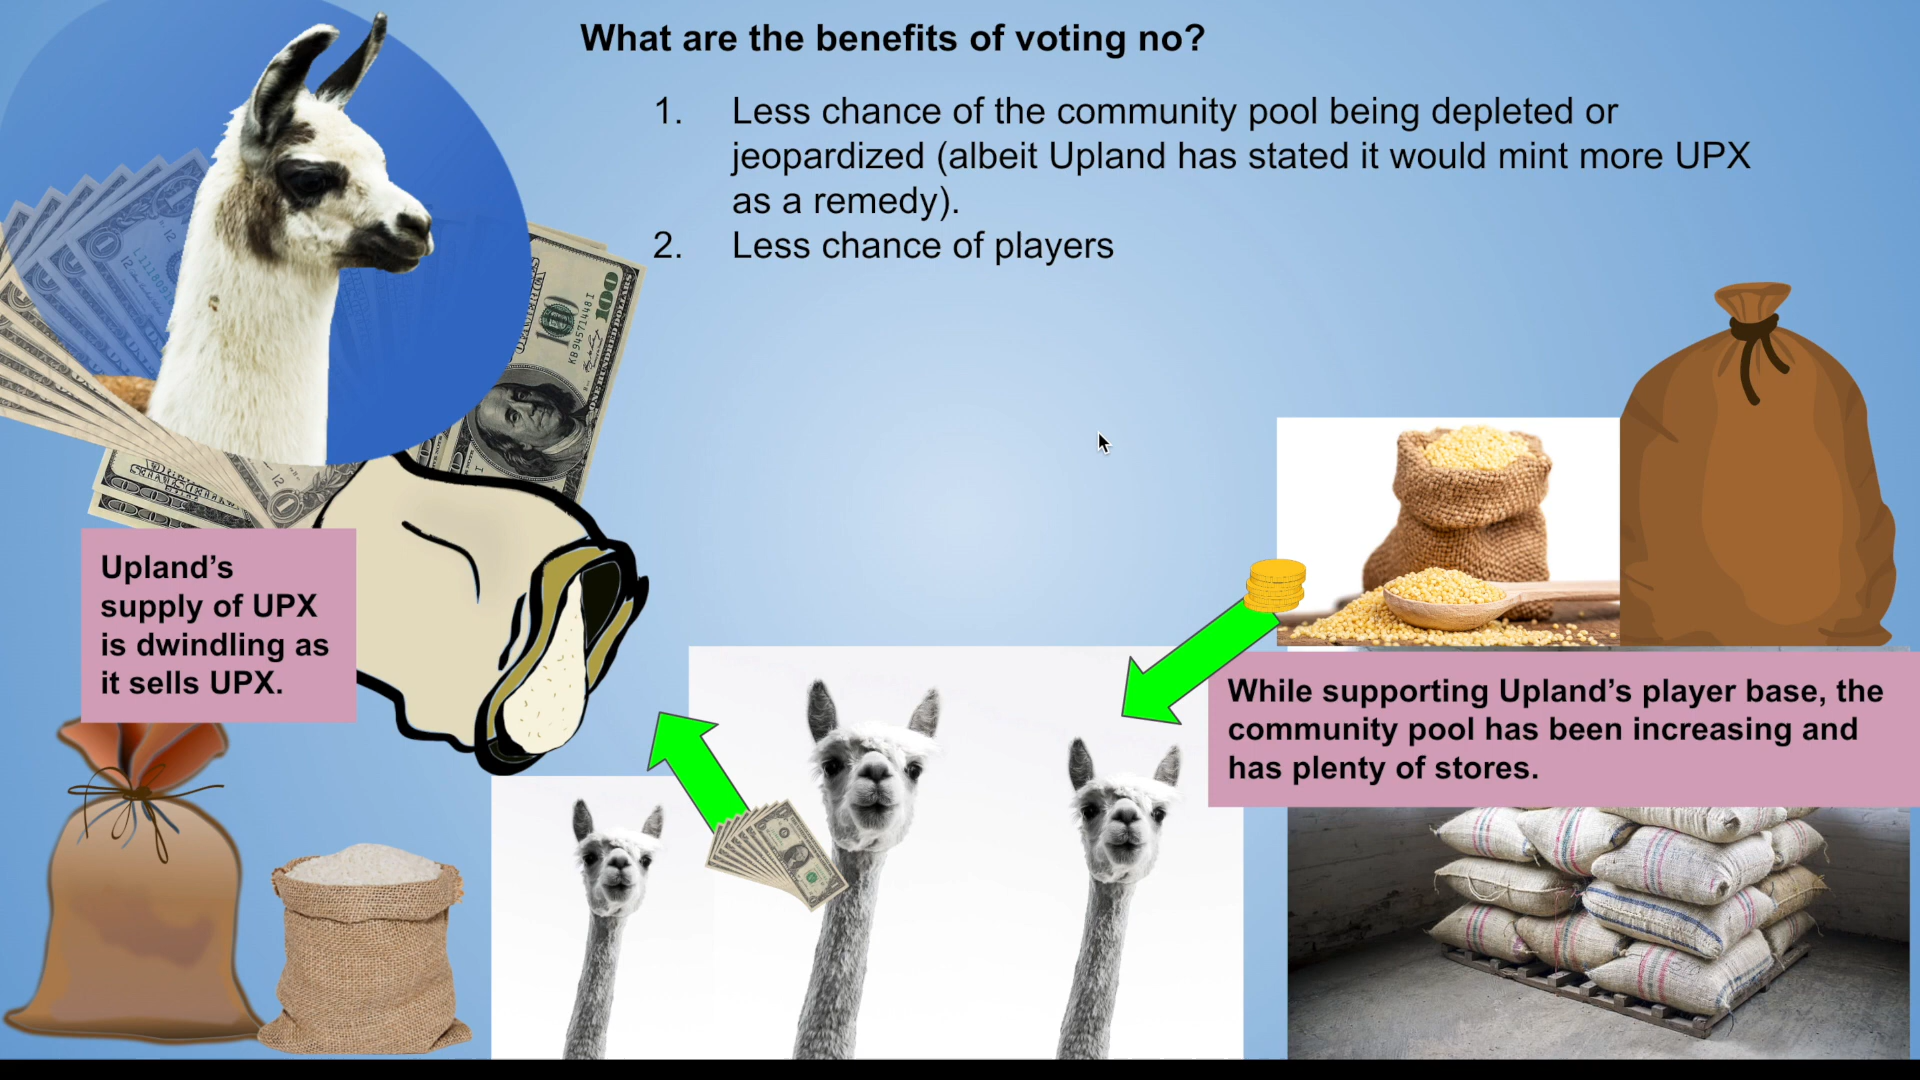 What are the benefits of voting no?
1. Less chance of the community pool being depleted or
jeopardized (albeit Upland has stated it would mint more UPX
as a remedy).
2. Less chance of players
Upland’s
supply of UPX
is dwindling as
it sells UPX.
While supporting Upland’s player base, the
community pool has been increasing and
has plenty of stores.
100
100